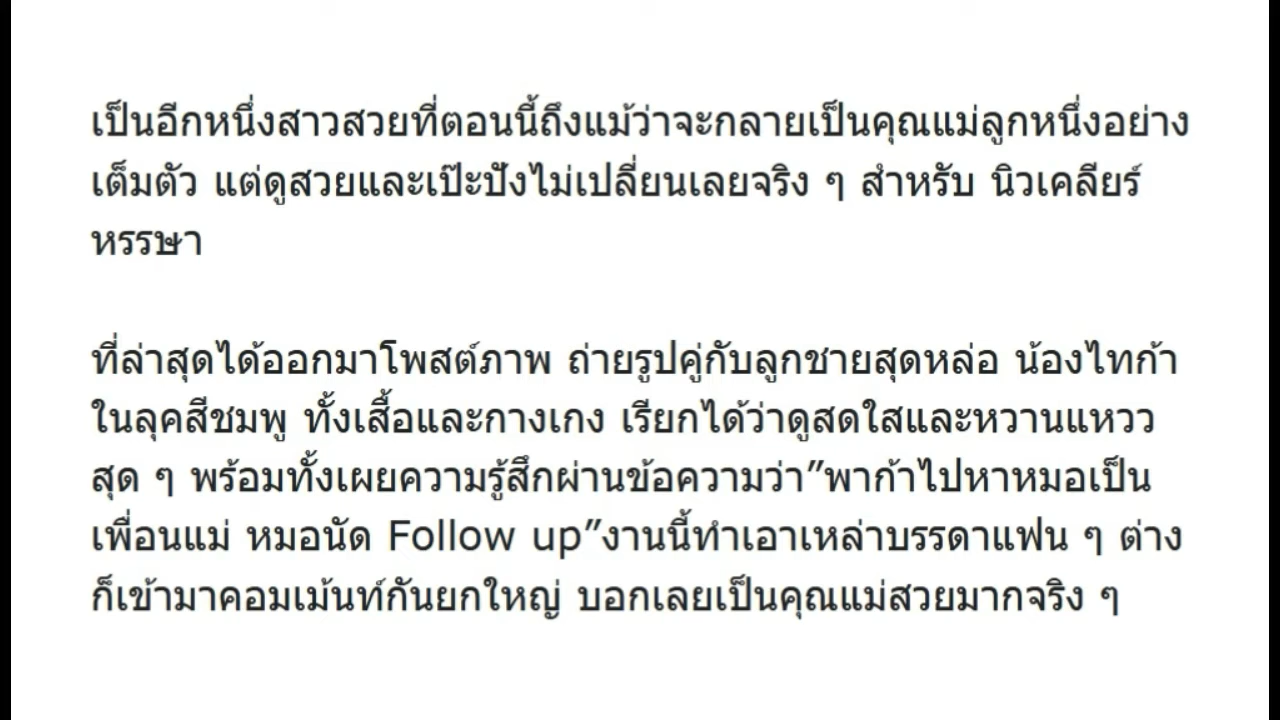 เป็นอีกหนึ่งสาวสวยที่ตอนนี้ถึงแม้ว่าจะกลายเป็นคุณแม่ลูกหนึ่งอย่าง
เต็มตัว แต่ดูสวยและเป๊ะปังไม่เปลี่ยนเลยจริง ๆ สำหรับ นิวเคลียร์
หรรษา
ที่ล่าสุดได้ออกมาโพสต์ภาพ ถ่ายรูปคู่กับลูกชายสุดหล่อ น้องไทก้า
ในลุคสีชมพู ทั้งเสื้อและกางเกง เรียกได้ว่าดูสดใสและหวานแหวว
สุด ๆ พร้อมทั้งเผยความรู้สึกผ่านข้อความว่า”พาก้าไปหาหมอเป็น
เพื่อนแม่ หมอนัด Follow up”งานนี้ทำเอาเหล่าบรรดาแฟน ๆ ต่าง
ก็เข้ามาคอมเม้นท์กันยกใหญ่ บอกเลยเป็นคุณแม่สวยมากจริง ๆ